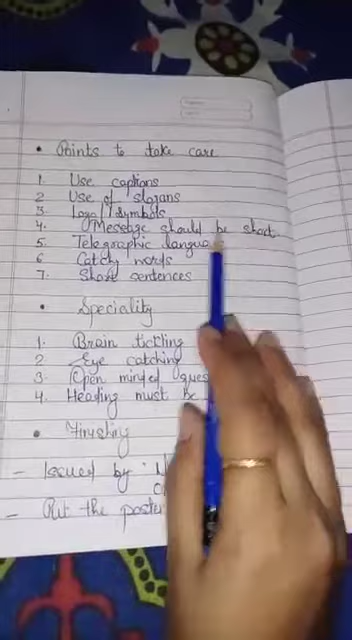 • Points to take care
1. Use captions
2 Use of slogans
3. Logo / symbols
4. Message should be short
5 Telegraphic langua
6 Catchy words
7. Short sentences
• Speciality
1. Brain tickling
2 Eye catching
3. Open minded ques
4. Heading must be
• Finishing
- Issued by
- Put the poster